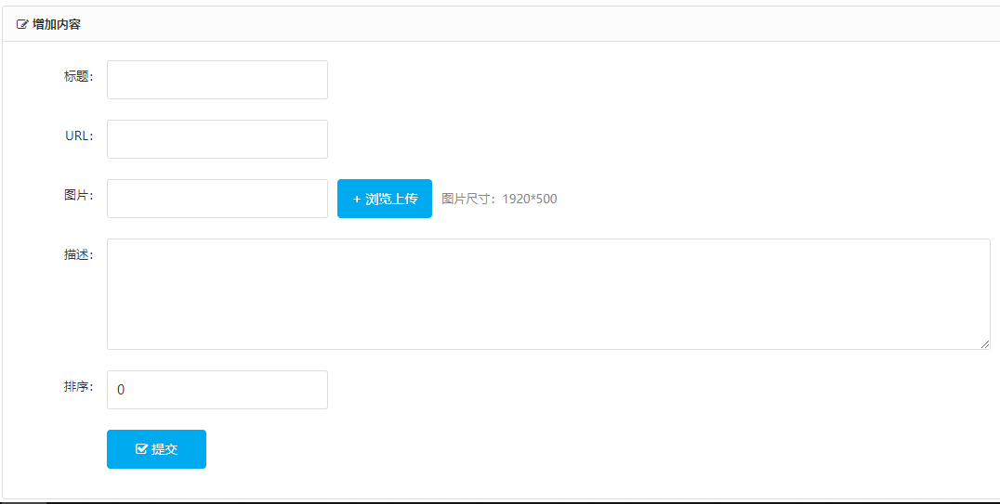 增加内容
标题：
URL：
图片： + 浏览上传 图片尺寸：1920*500
描述：
排序： 0
提交